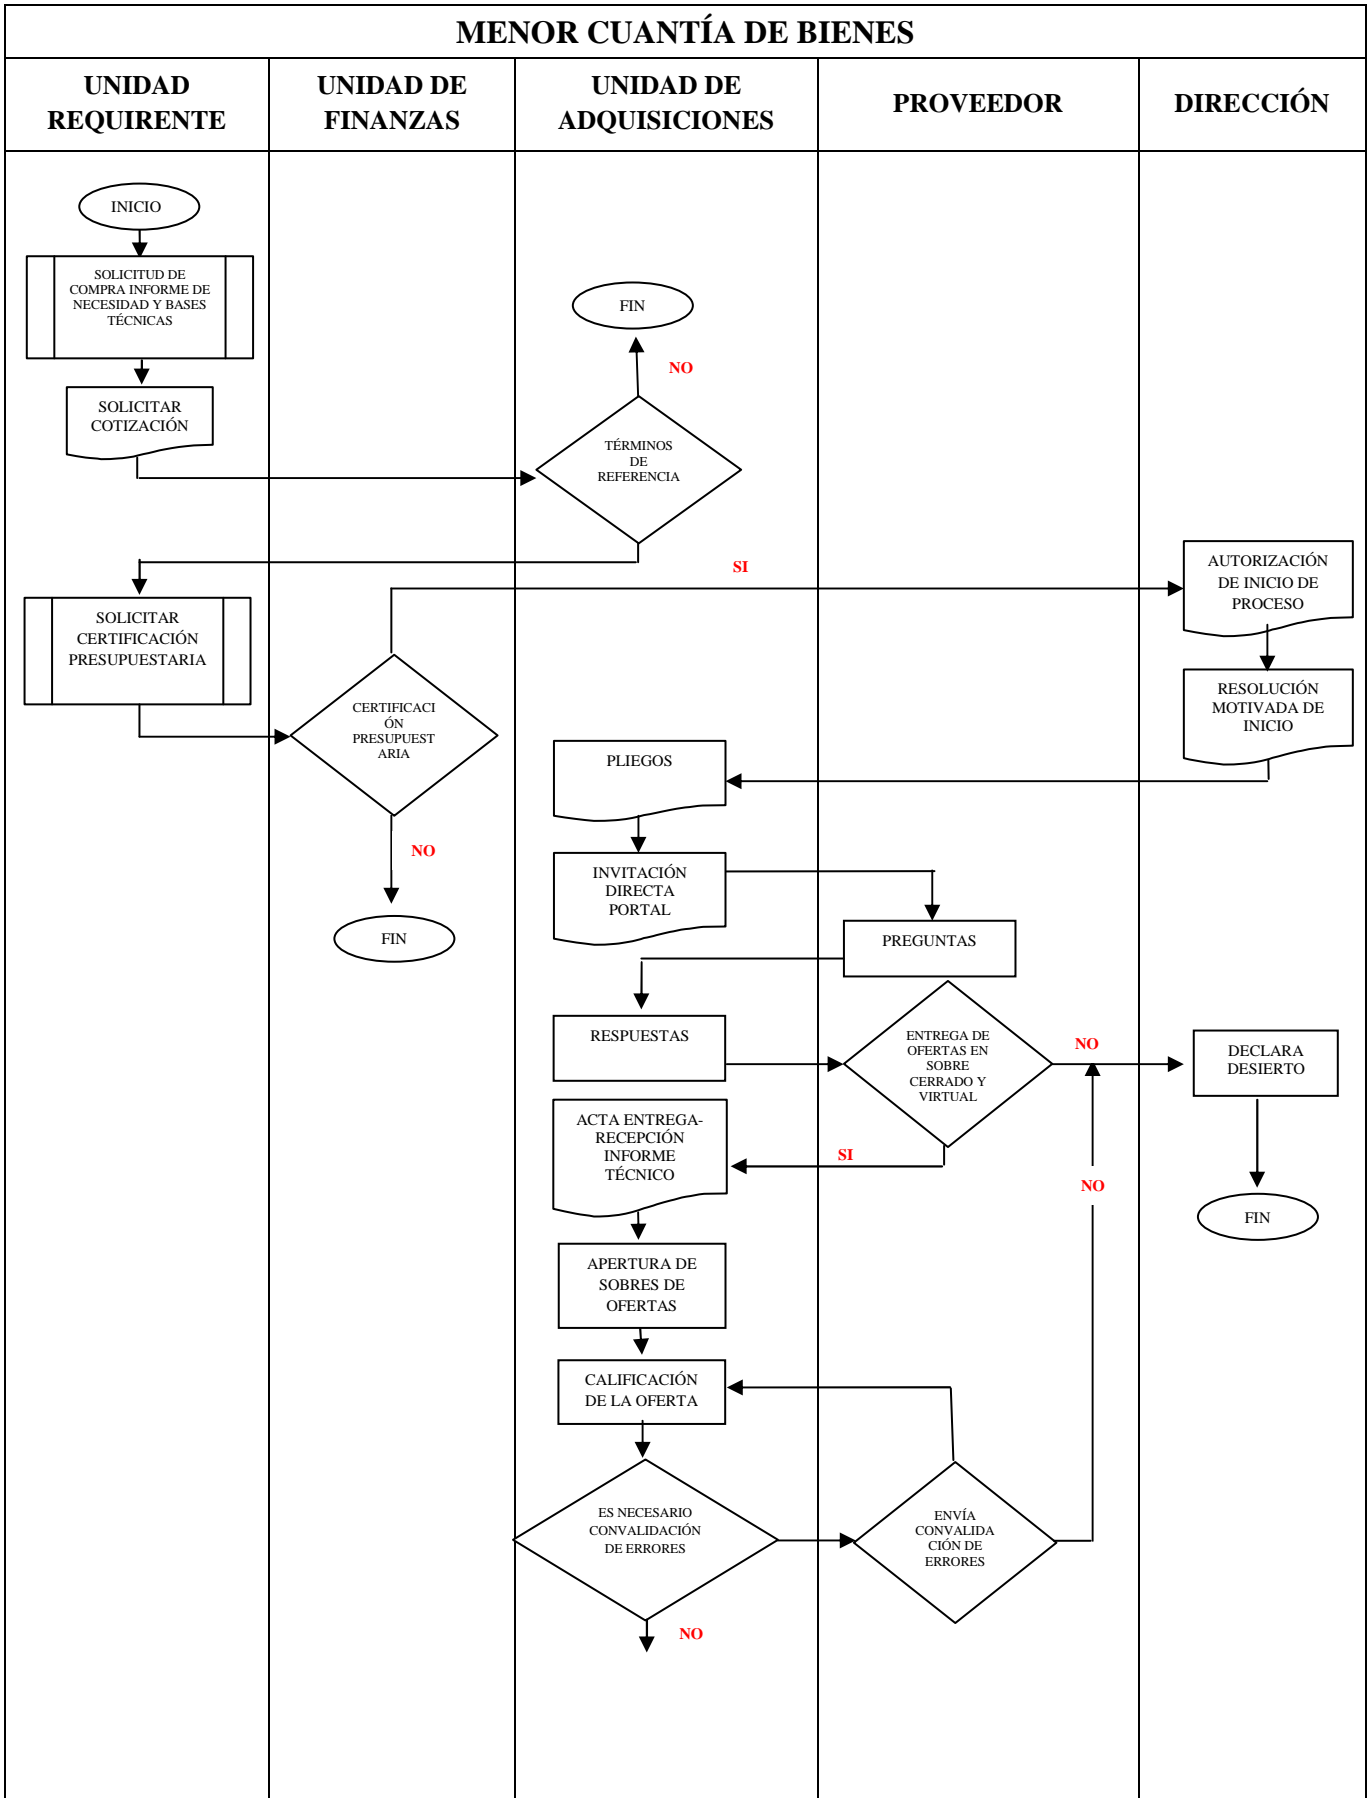 MENOR CUANTÍA DE BIENES
UNIDAD
REQUIRENTE
UNIDAD DE
FINANZAS
UNIDAD DE
ADQUISICIONES
PROVEEDOR
DIRECCIÓN
INICIO
SOLICITUD DE
COMPRA INFORME DE
NECESIDAD Y BASES
TÉCNICAS
SOLICITAR
COTIZACIÓN
FIN
NO
TÉRMINOS
DE
REFERENCIA
SI
SOLICITAR
CERTIFICACIÓN
PRESUPUESTARIA
CERTIFICACI
ÓN
PRESUPUEST
ARIA
NO
FIN
AUTORIZACIÓN
DE INICIO DE
PROCESO
RESOLUCIÓN
MOTIVADA DE
INICIO
PLIEGOS
INVITACIÓN
DIRECTA
PORTAL
PREGUNTAS
RESPUESTAS
ENTREGA DE
OFERTAS EN
SOBRE
CERRADO Y
VIRTUAL
NO
DECLARA
DESIERTO
FIN
SI
ACTA ENTREGA-
RECEPCIÓN
INFORME
TÉCNICO
NO
APERTURA DE
SOBRES DE
OFERTAS
CALIFICACIÓN
DE LA OFERTA
ES NECESARIO
CONVALIDACIÓN
DE ERRORES
ENVÍA
CONVALIDA
CIÓN DE
ERRORES
NO